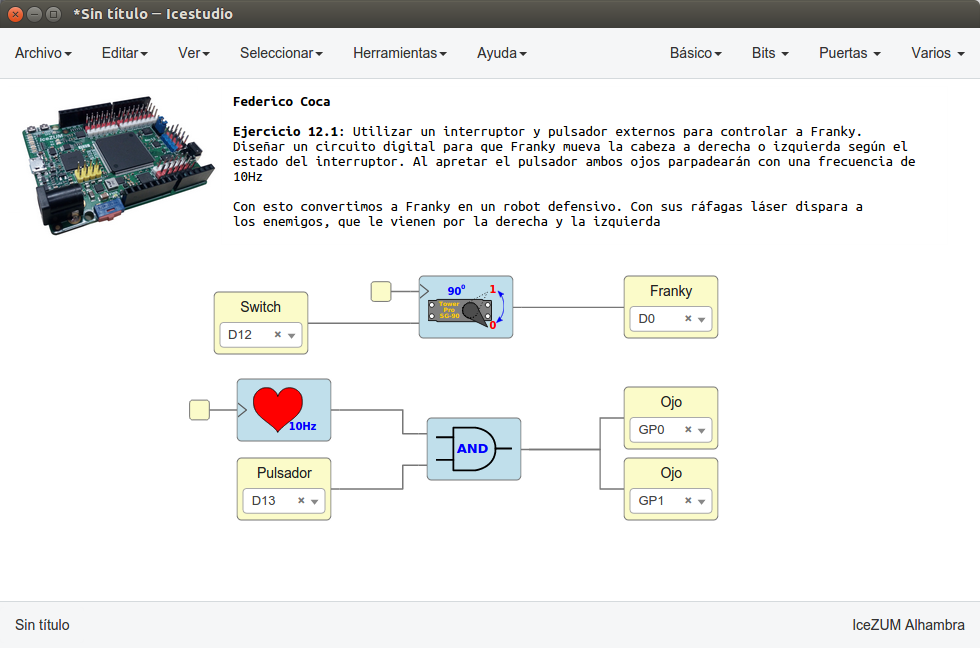 *Sin título — Icestudio
Archivo Editar Ver Seleccionar Herramientas Ayuda Básico Bits Puertas Varios
Federico Coca
Ejercicio 12.1: Utilizar un interruptor y pulsador externos para controlar a Franky.
Diseñar un circuito digital para que Franky mueva la cabeza a derecha o izquierda según el
estado del interruptor. Al apretar el pulsador ambos ojos parpadearán con una frecuencia de
10Hz
Con esto convertimos a Franky en un robot defensivo. Con sus ráfagas láser dispara a
los enemigos, que le vienen por la derecha y la izquierda
Switch
D12
90º
1
Tower
Pro
SG-90
0
Franky
D0
10Hz
Pulsador
D13
AND
Ojo
GP0
Ojo
GP1
Sin título
IceZUM Alhambra